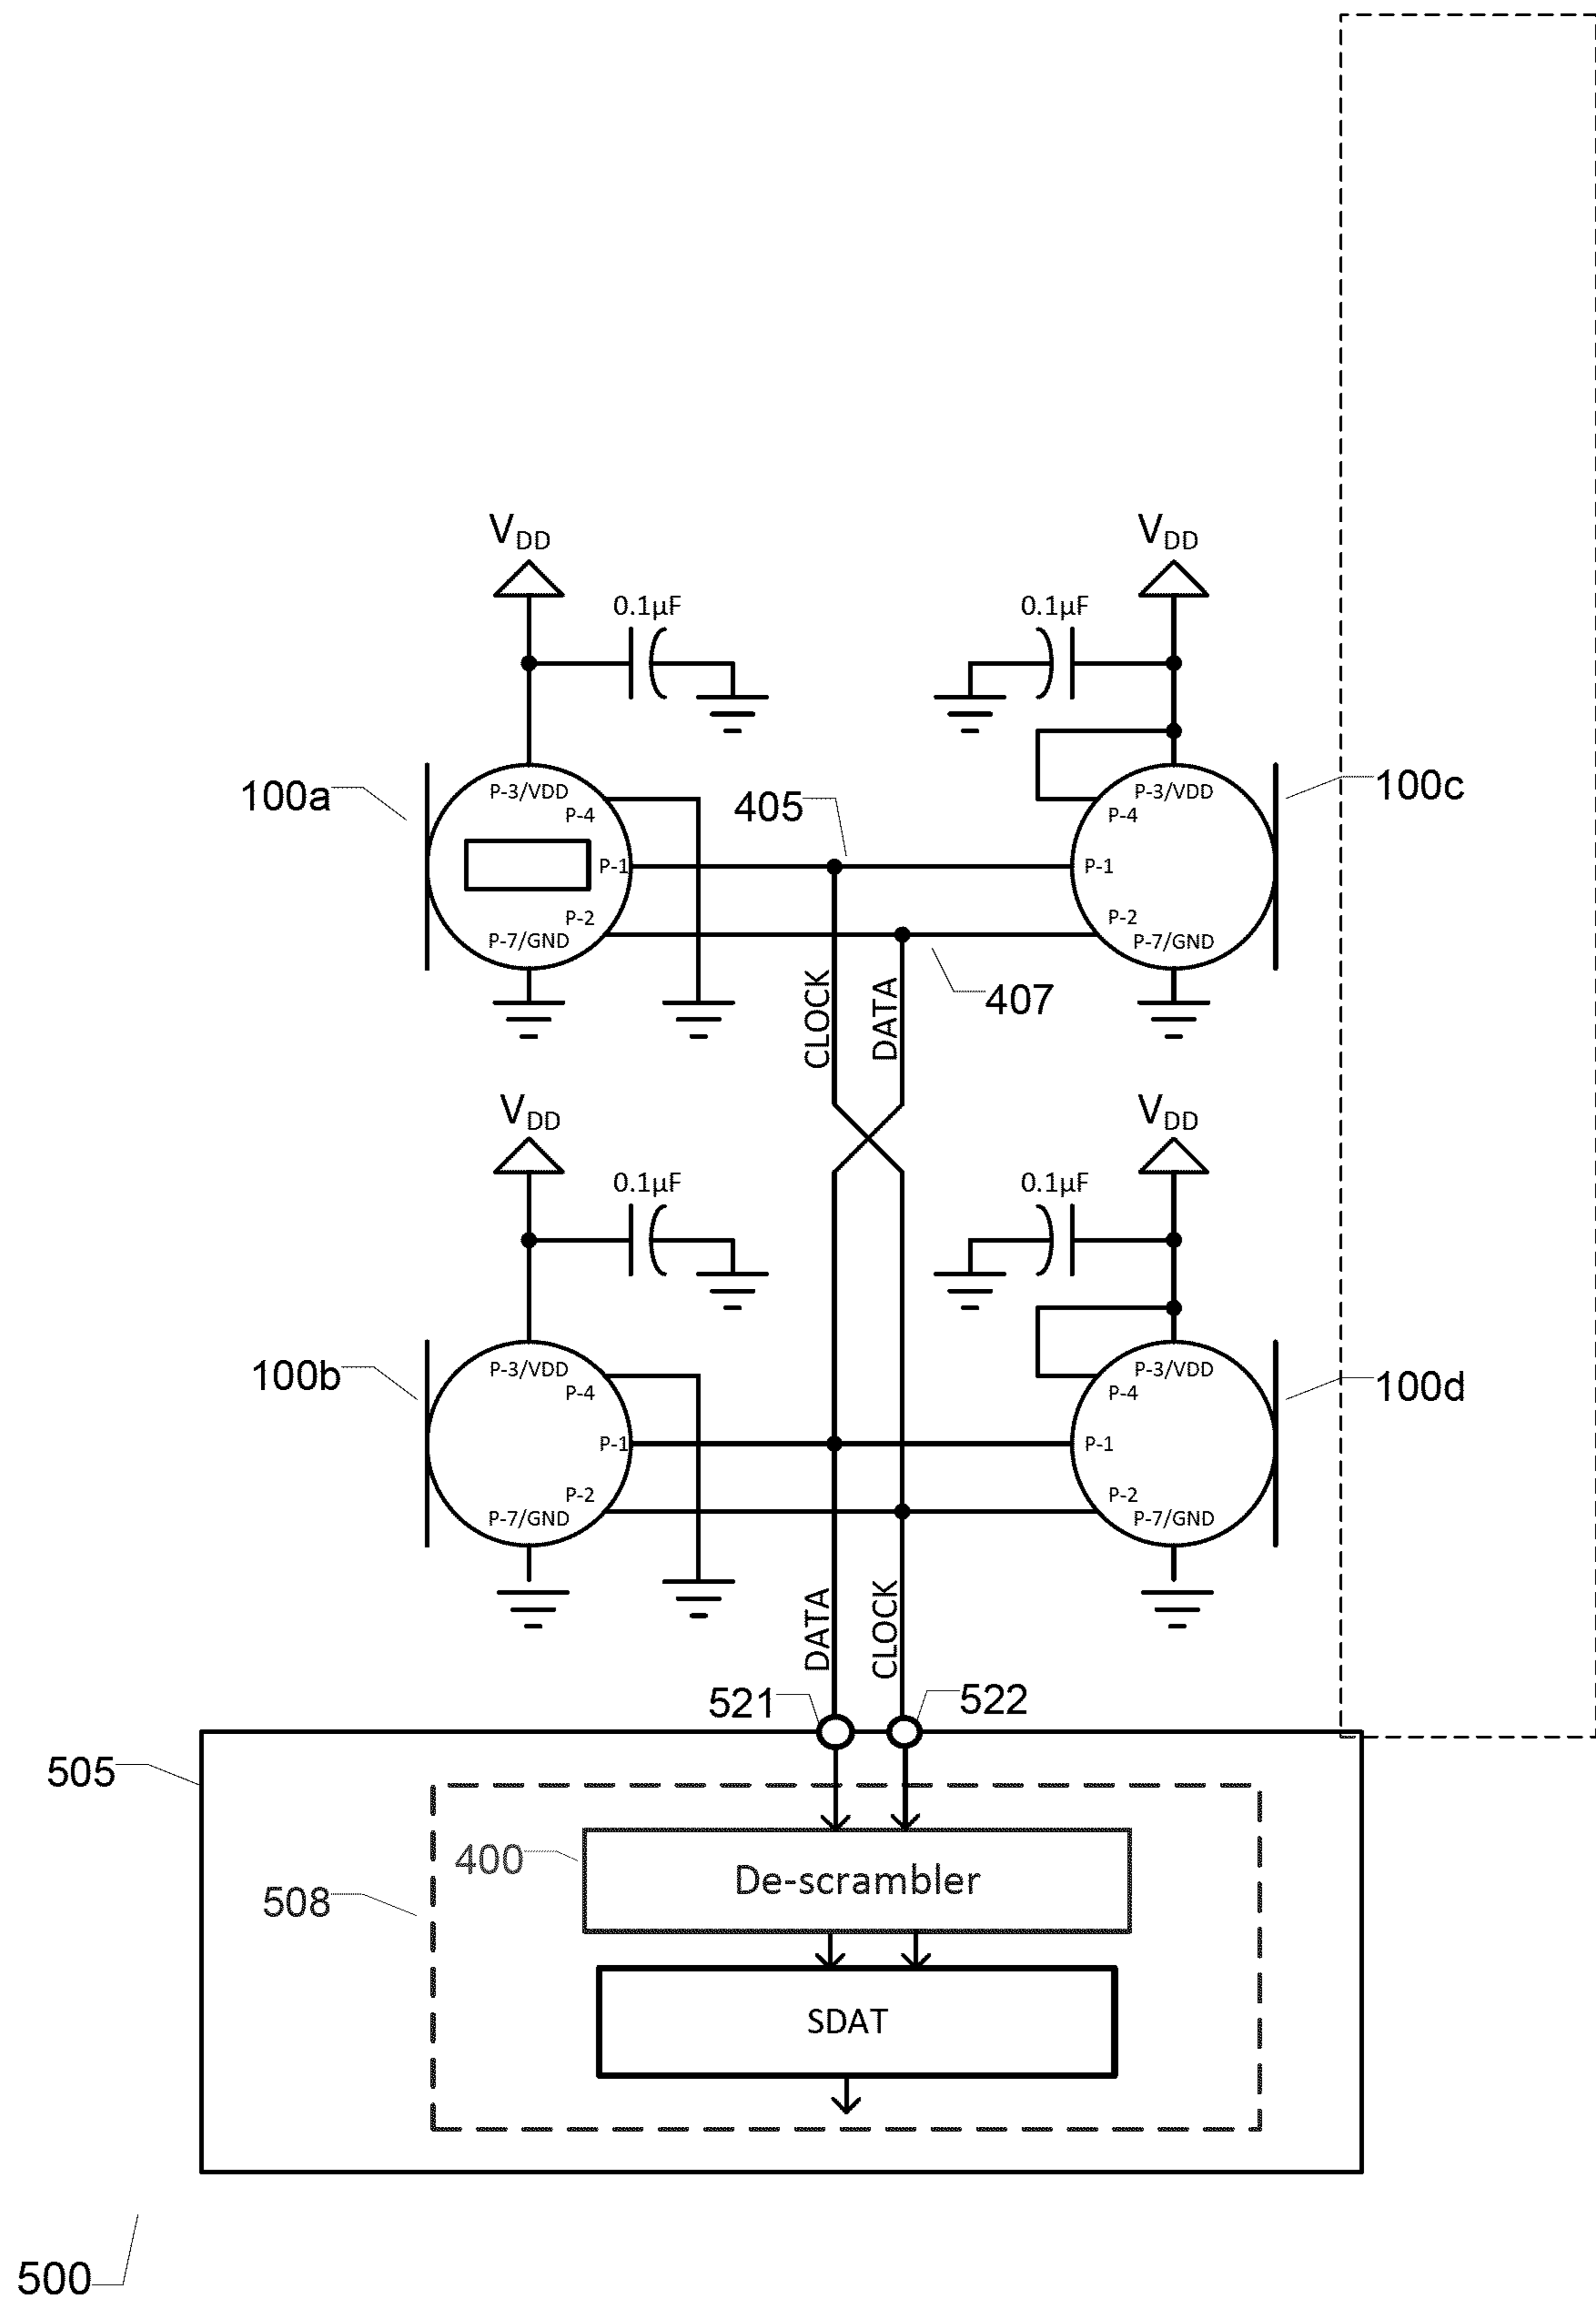 VDD
VDD
0.1µF
0.1µF
100a
P-3/VDD
P-4
P-1
P-2
P-7/GND
405
P-3/VDD
P-4
P-1
P-2
P-7/GND
100c
407
CLOCK
DATA
VDD
VDD
0.1µF
0.1µF
100b
P-3/VDD
P-4
P-1
P-2
P-7/GND
P-3/VDD
P-4
P-1
P-2
P-7/GND
100d
DATA
CLOCK
521
522
505
400
De-scrambler
508
SDAT
500